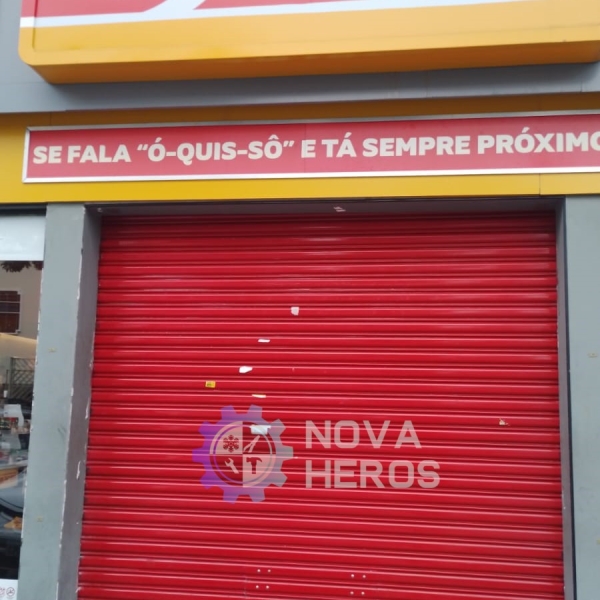 SE FALA "Ó-QUIS-SÔ" E TÁ SEMPRE PRÓXIMO
NOVA
HEROS